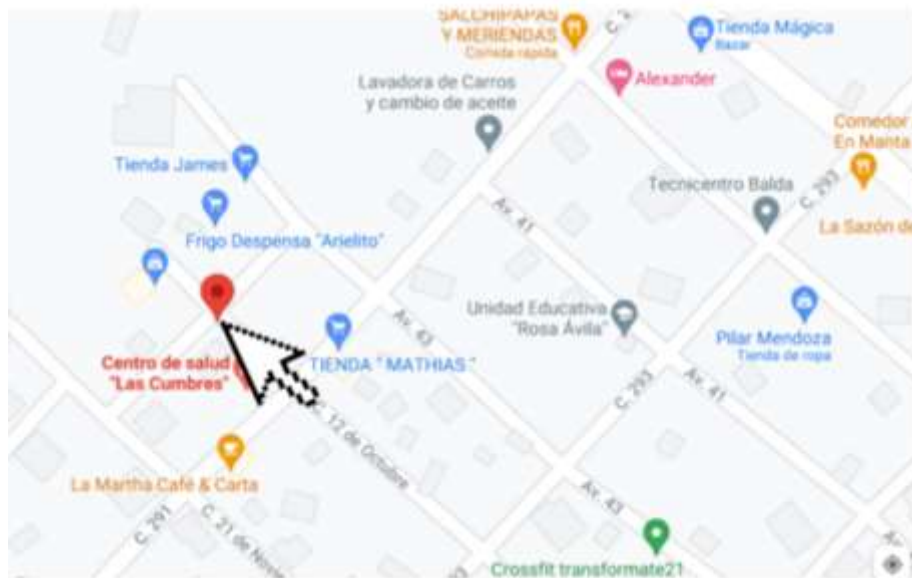 SALCHIPAPAS
Y MERIENDAS
Comida rápida
C. 293
Tienda Mágica
Bazar
Alexander
Lavadora de Carros
y cambio de aceite
Comedor
En Manta
Tienda James
Tecnicentro Balda
C. 293
La Sazón de
Av. 41
Frigo Despensa "Arielito"
Unidad Educativa
"Rosa Ávila"
Av. 43
Pilar Mendoza
Tienda de ropa
TIENDA " MATHIAS "
Centro de salud
"Las Cumbres"
C. 293
Av. 41
C. 12 de Octubre
La Martha Café & Carta
Av. 43
C. 291
C. 21 de Novie
Crossfit transformate21
Av